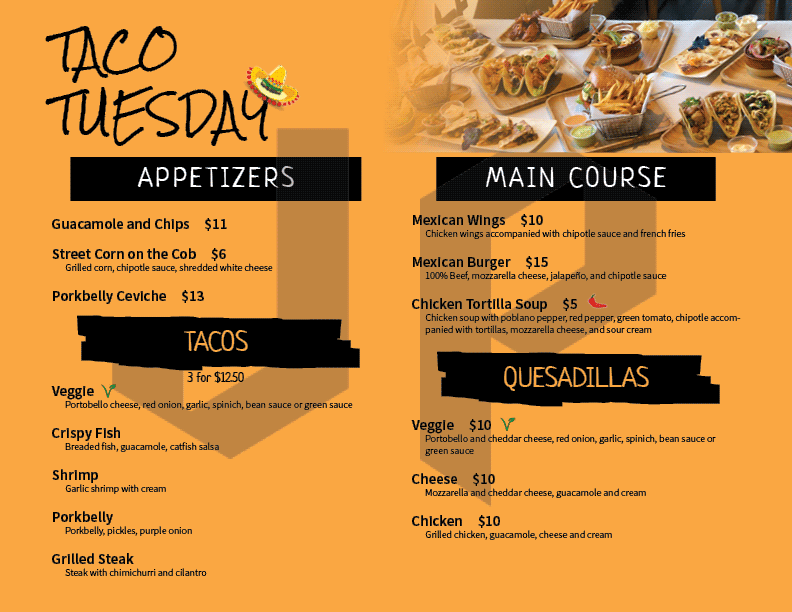 TACO
TUESDAY
APPETIZERS
Guacamole and Chips $11
Street Corn on the Cob $6
Grilled corn, chipotle sauce, shredded white cheese
Porkbelly Ceviche $13
TACOS
3 for $12.50
Veggie
Portobello cheese, red onion, garlic, spinich, bean sauce or green sauce
Crispy Fish
Breaded fish, guacamole, catfish salsa
Shrimp
Garlic shrimp with cream
Porkbelly
Porkbelly, pickles, purple onion
Grilled Steak
Steak with chimichurri and cilantro
MAIN COURSE
Mexican Wings $10
Chicken wings accompanied with chipotle sauce and french fries
Mexican Burger $15
100% Beef, mozzarella cheese, jalapeño, and chipotle sauce
Chicken Tortilla Soup $5
Chicken soup with poblano pepper, red pepper, green tomato, chipotle accom-
panied with tortillas, mozzarella cheese, and sour cream
QUESADILLAS
Veggie $10
Portobello and cheddar cheese, red onion, garlic, spinich, bean sauce or
green sauce
Cheese $10
Mozzarella and cheddar cheese, guacamole and cream
Chicken $10
Grilled chicken, guacamole, cheese and cream